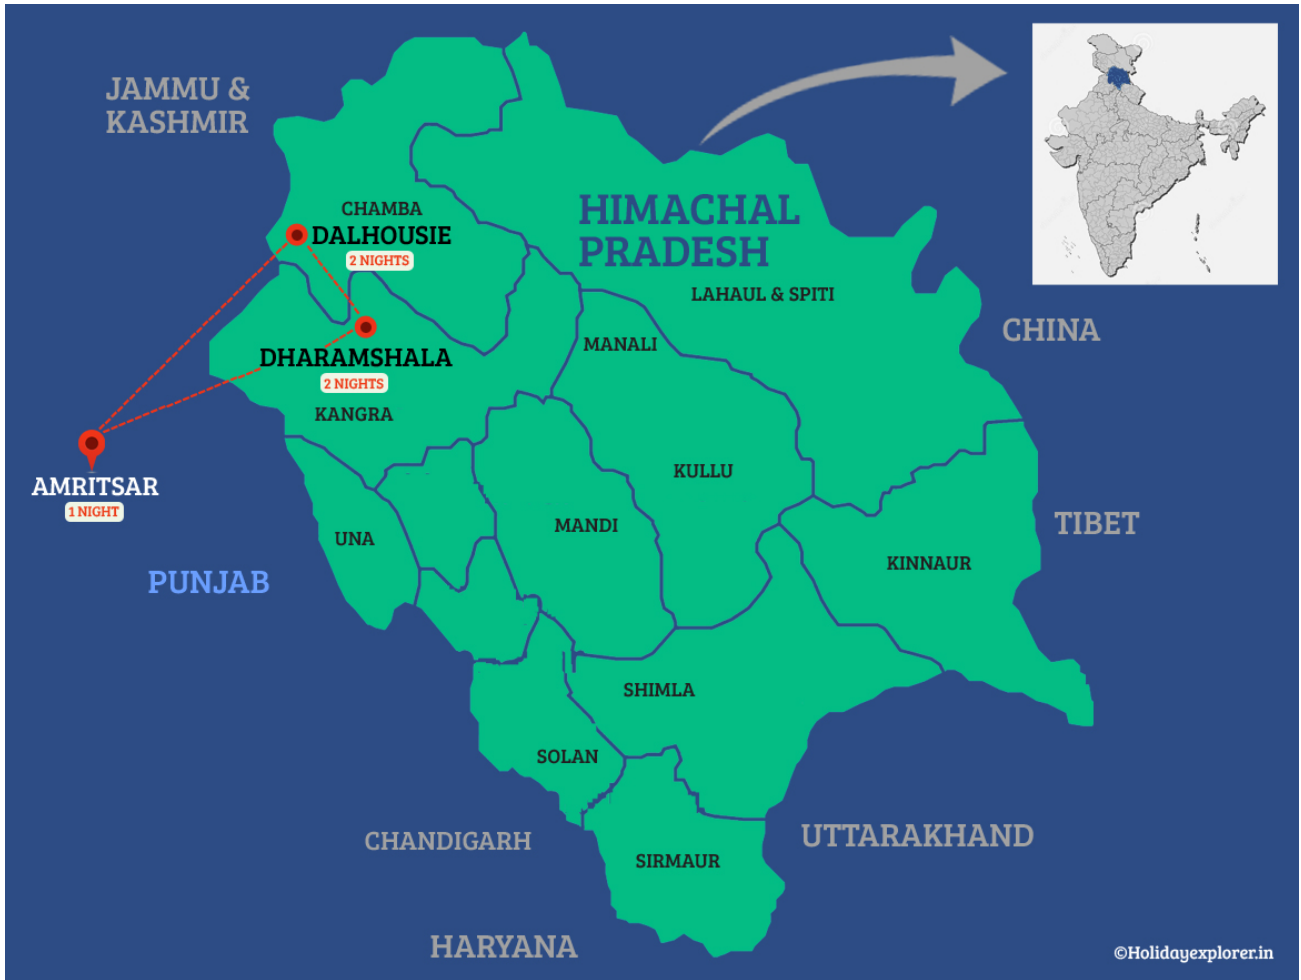 JAMMU &
KASHMIR
CHAMBA
DALHOUSIE
2 NIGHTS
HIMACHAL
PRADESH
LAHAUL & SPITI
CHINA
MANALI
DHARAMSHALA
2 NIGHTS
KANGRA
AMRITSAR
1 NIGHT
KULLU
TIBET
MANDI
UNA
KINNAUR
PUNJAB
SHIMLA
SOLAN
CHANDIGARH
UTTARAKHAND
SIRMAUR
HARYANA
©Holidayexplorer.in